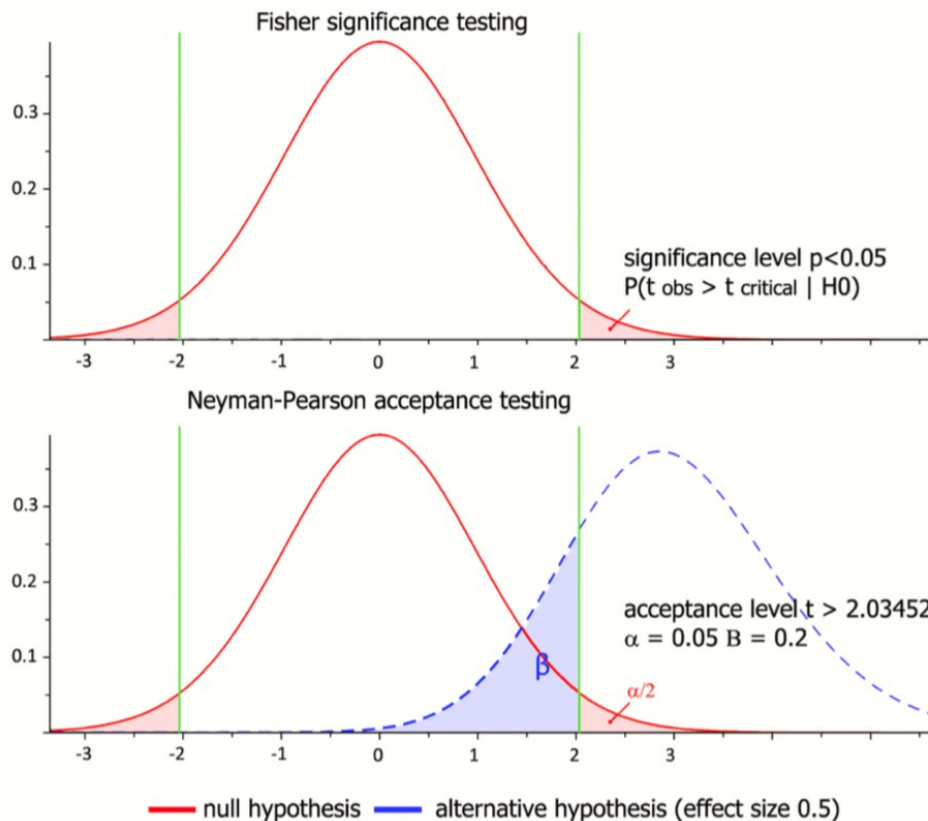 Fisher significance testing
0.3
0.2
0.1
significance level p<0.05
P(t obs > t critical | H0)
-3 -2 -1 0 1 2 3
Neyman-Pearson acceptance testing
0.3
0.2
0.1
acceptance level t > 2.03452
α = 0.05 B = 0.2
β
α/2
-3 -2 -1 0 1 2 3
null hypothesis alternative hypothesis (effect size 0.5)